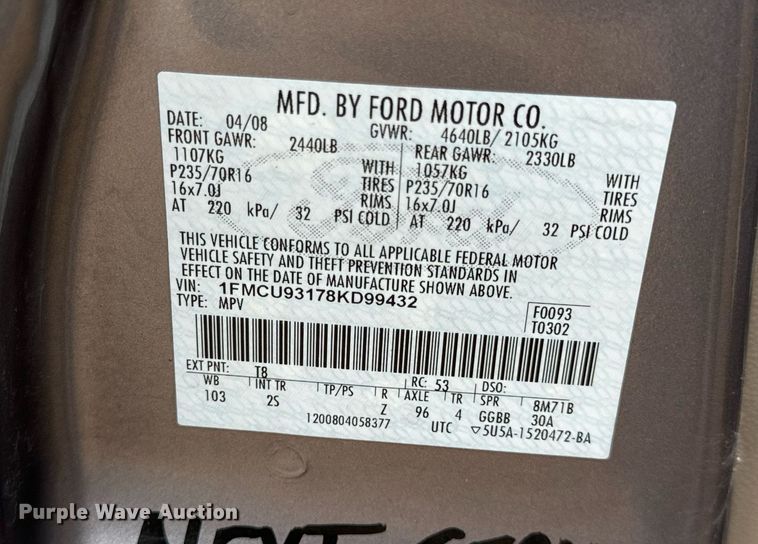 MFD. BY FORD MOTOR CO.
DATE: 04/08 GVWR: 4640LB/ 2105KG
FRONT GAWR: 2440LB REAR GAWR: 2330LB
1107KG WITH 1057KG WITH
P235/70R16 TIRES P235/70R16 TIRES
16x7.0J RIMS 16x7.0J RIMS
AT 220 kPa/ 32 PSI COLD AT 220 kPa/ 32 PSI COLD
THIS VEHICLE CONFORMS TO ALL APPLICABLE FEDERAL MOTOR
VEHICLE SAFETY AND THEFT PREVENTION STANDARDS IN
EFFECT ON THE DATE OF MANUFACTURE SHOWN ABOVE.
VIN: 1FMCU93178KD99432
TYPE: MPV
F0093
T0302
EXT PNT: T8 RC: 53 DSO:
WB INT TR TP/PS R AXLE TR SPR 8M71B
103 2S Z 96 4 GGBB 30A
1200804058377 UTC ▽5U5A-1520472-BA
Purple Wave Auction
NEXT